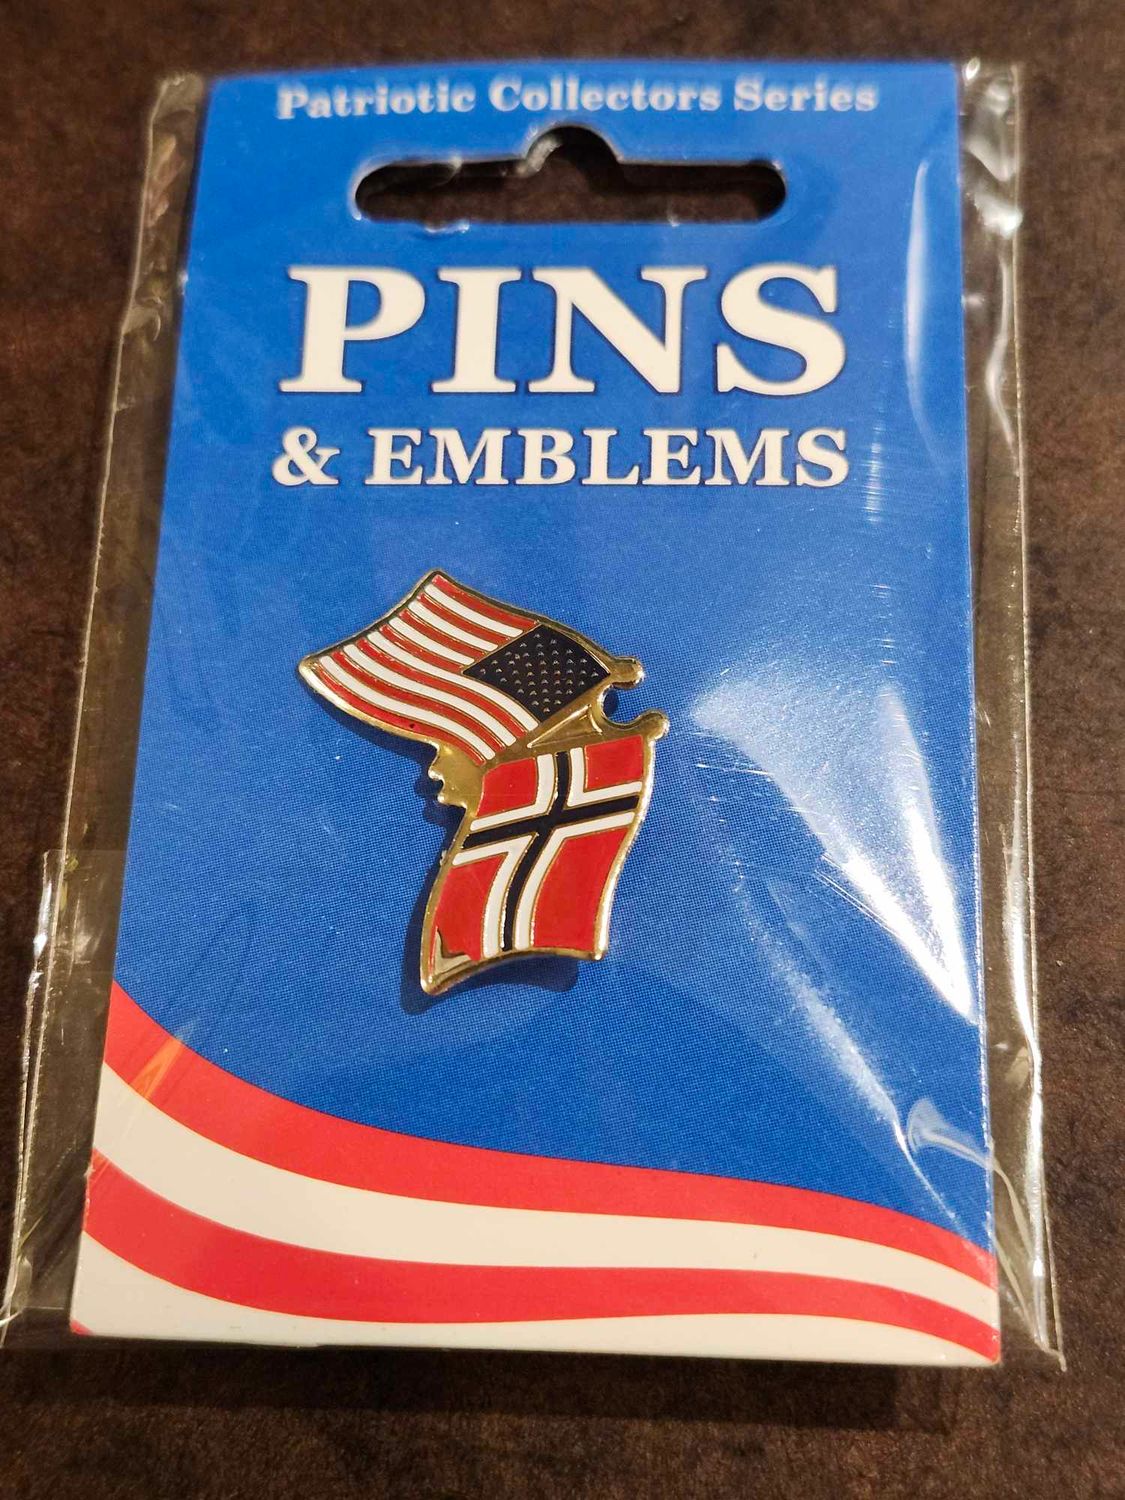 Patriotic Collectors Series
PINS
& EMBLEMS